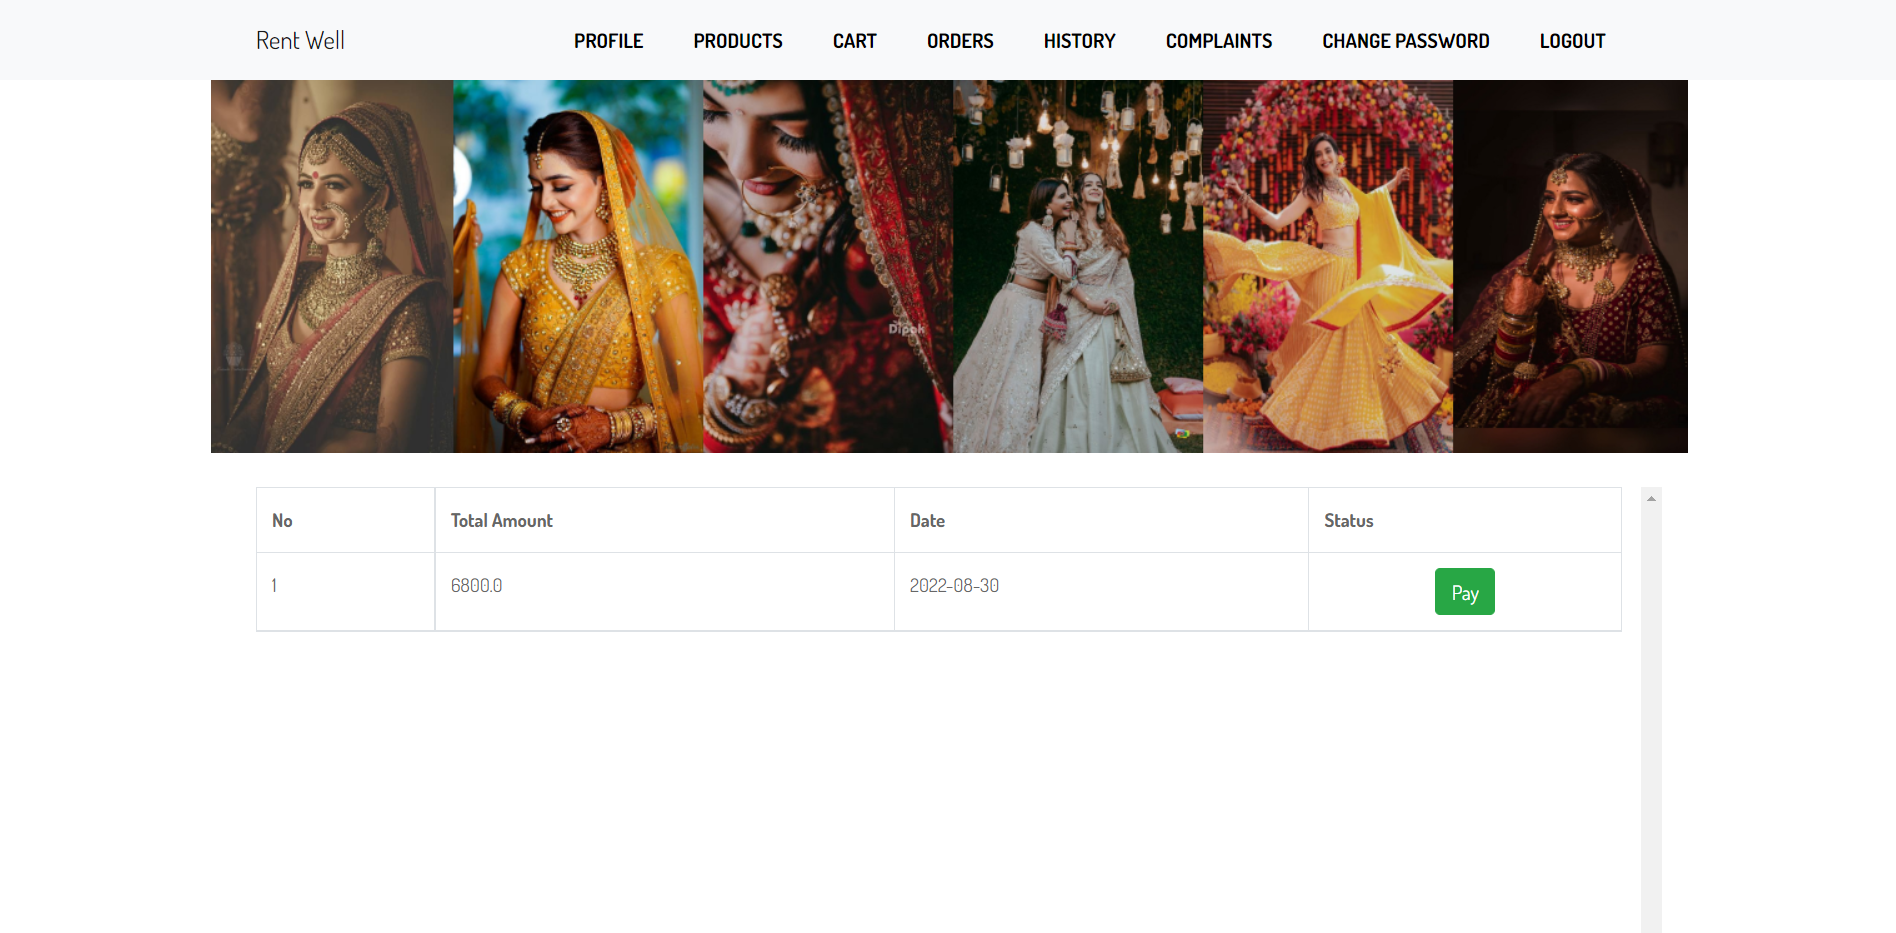 Rent Well PROFILE PRODUCTS CART ORDERS HISTORY COMPLAINTS CHANGE PASSWORD LOGOUT
Dipak
No Total Amount Date Status
1 6800.0 2022-08-30 Pay